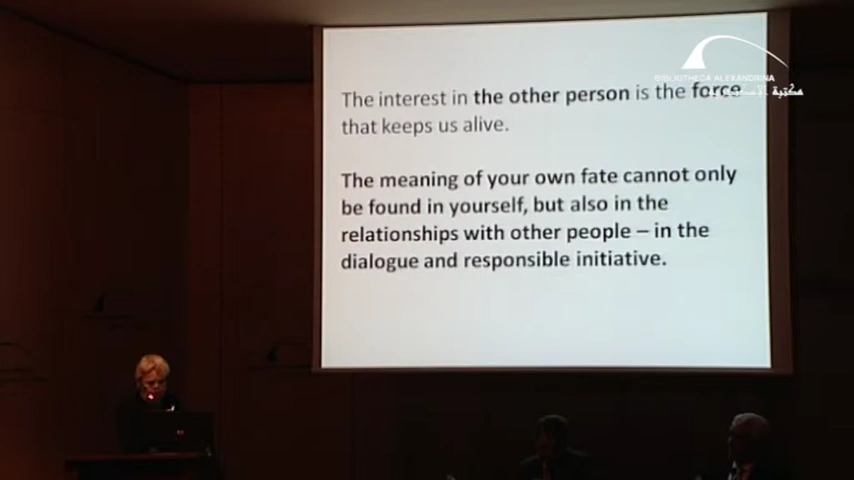 BIBLIOTHECA ALEXANDRINA
مكتبة الإسكندرية
The interest in the other person is the force
that keeps us alive.
The meaning of your own fate cannot only
be found in yourself, but also in the
relationships with other people – in the
dialogue and responsible initiative.